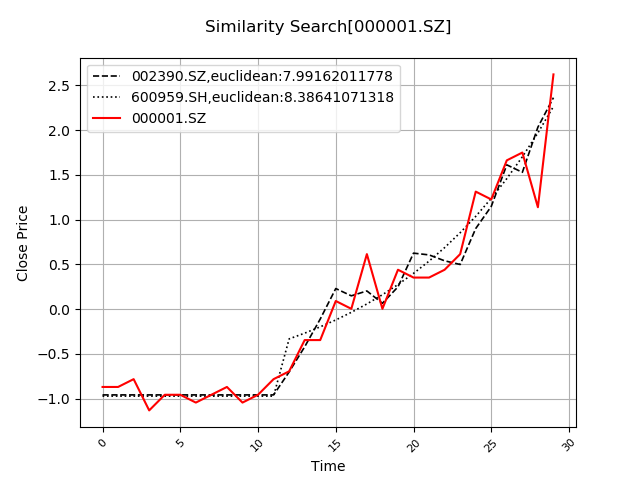 Similarity Search[000001.SZ]
002390.SZ,euclidean:7.99162011778
600959.SH,euclidean:8.38641071318
000001.SZ
2.5
2.0
1.5
1.0
0.5
0.0
−0.5
−1.0
Close Price
0
5
10
15
20
25
30
Time